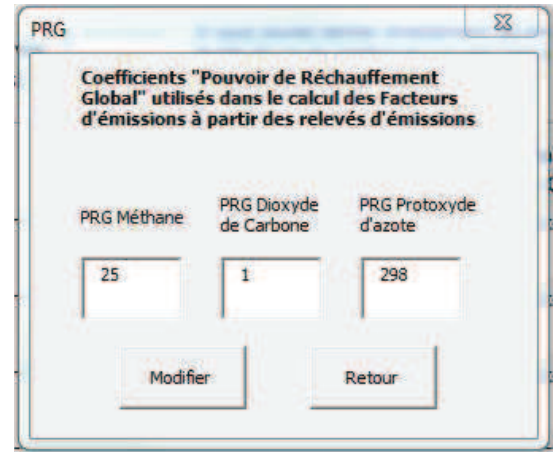 PRG
Coefficients "Pouvoir de Réchauffement
Global" utilisés dans le calcul des Facteurs
d'émissions à partir des relevés d'émissions
PRG Méthane
PRG Dioxyde
de Carbone
PRG Protoxyde
d'azote
25
1
298
Modifier
Retour